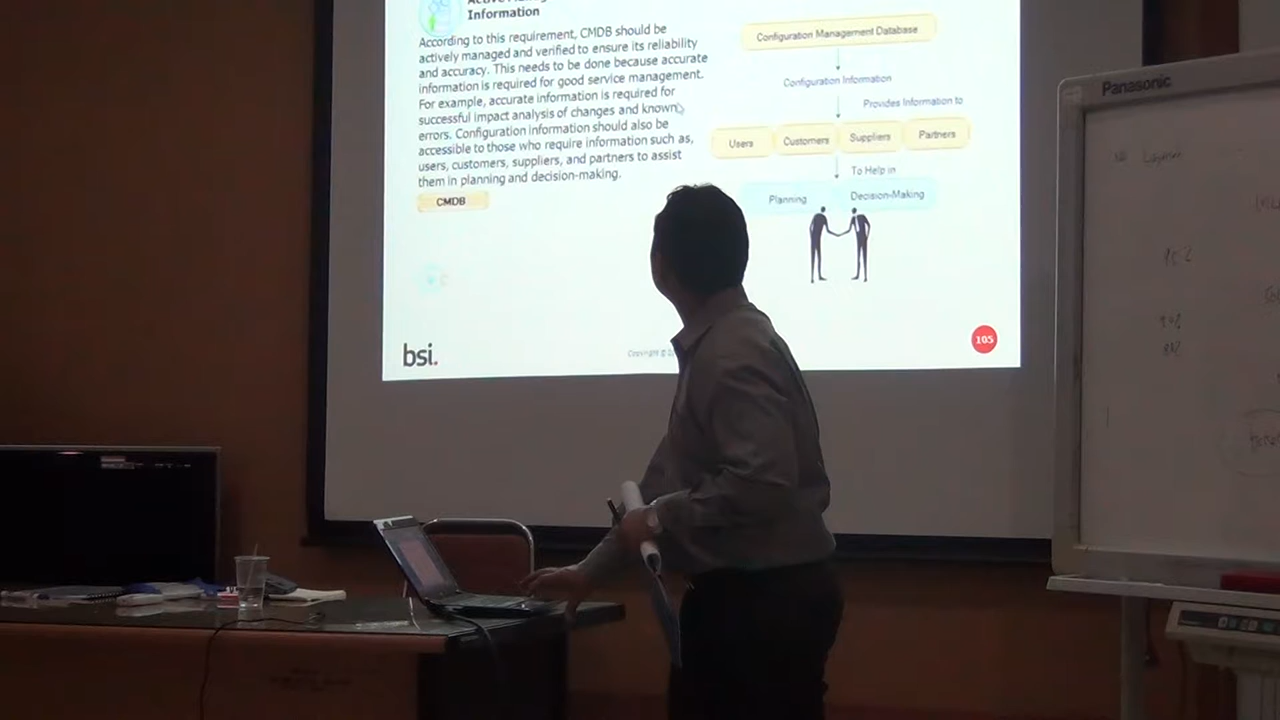 Information
According to this requirement, CMDB should be
actively managed and verified to ensure its reliability
and accuracy. This needs to be done because accurate
information is required for good service management.
For example, accurate information is required for
successful impact analysis of changes and known
errors. Configuration information should also be
accessible to those who require information such as,
users, customers, suppliers, and partners to assist
them in planning and decision-making.
CMDB
Configuration Management Database
Configuration Information
Provides Information to
Users Customers Suppliers Partners
To Help in
Planning Decision-Making
bsi.
Copyright ©
105
Panasonic